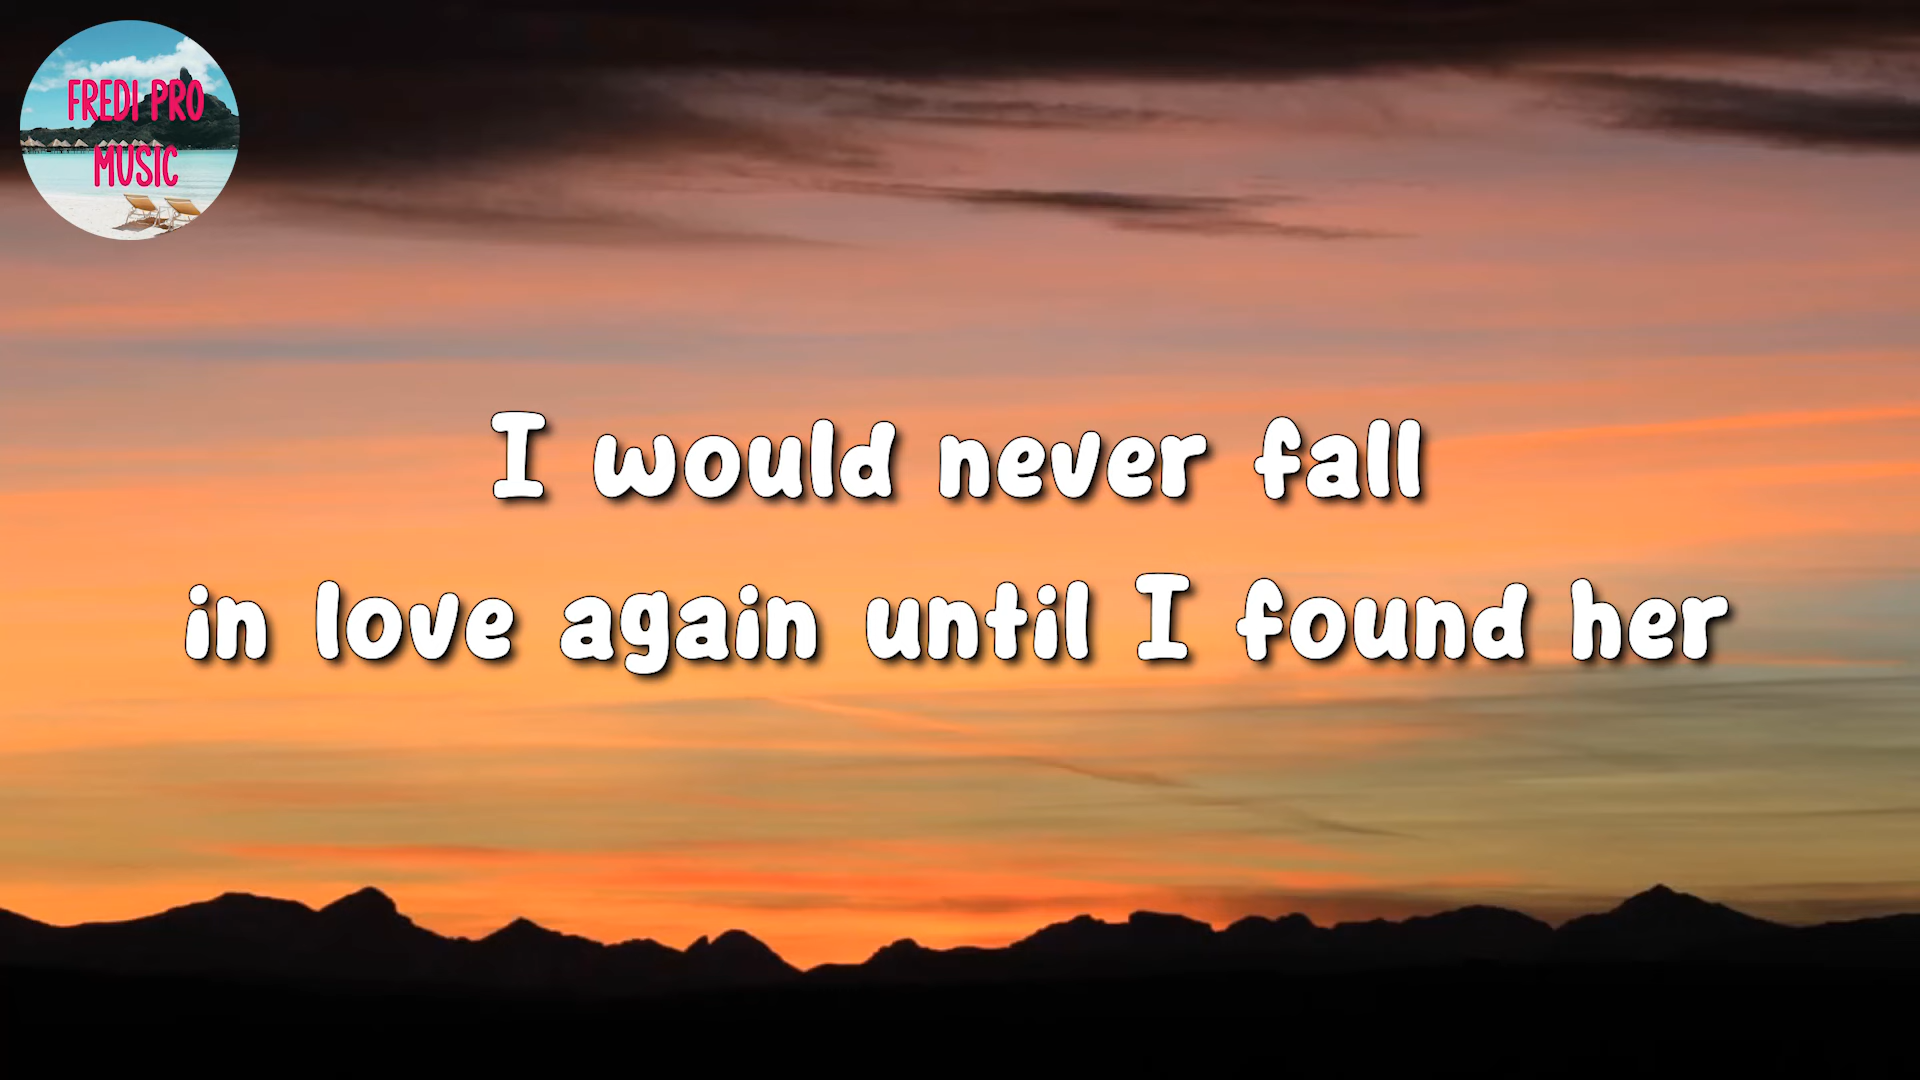 FREDI PRO
MUSIC
I would never fall
in love again until I found her